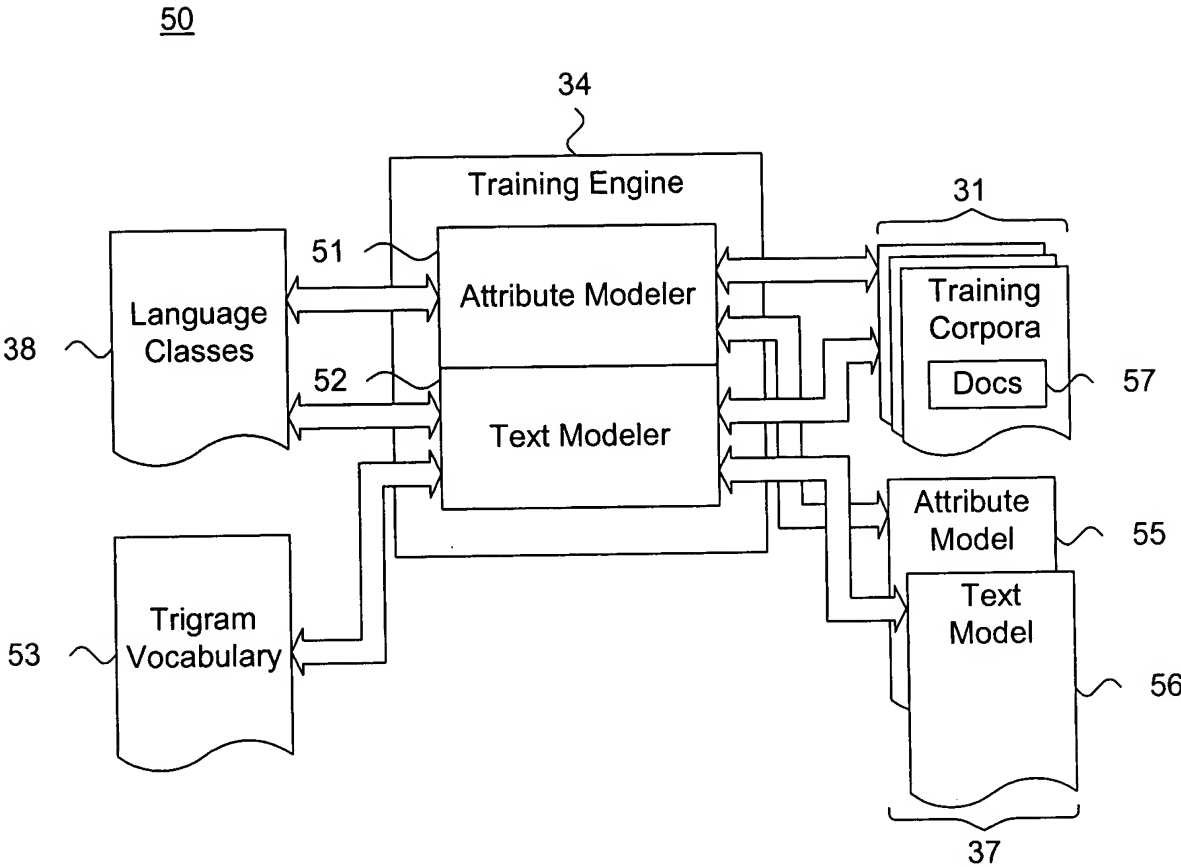 50
34
Training Engine
31
51
Attribute Modeler
Training
Corpora
Language
Classes
38
52
Docs
57
Text Modeler
Attribute
Model
55
Trigram
Vocabulary
53
Text
Model
56
37